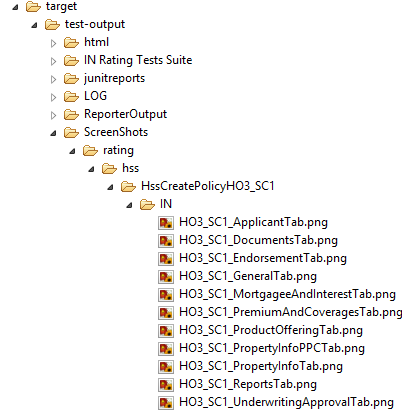 target
test-output
html
IN Rating Tests Suite
junitreports
LOG
ReporterOutput
ScreenShots
rating
hss
HssCreatePolicyHO3_SC1
IN
HO3_SC1_ApplicantTab.png
HO3_SC1_DocumentsTab.png
HO3_SC1_EndorsementTab.png
HO3_SC1_GeneralTab.png
HO3_SC1_MortgageeAndInterestTab.png
HO3_SC1_PremiumAndCoveragesTab.png
HO3_SC1_ProductOfferingTab.png
HO3_SC1_PropertyInfoPPCTab.png
HO3_SC1_PropertyInfoTab.png
HO3_SC1_ReportsTab.png
HO3_SC1_UnderwritingApprovalTab.png